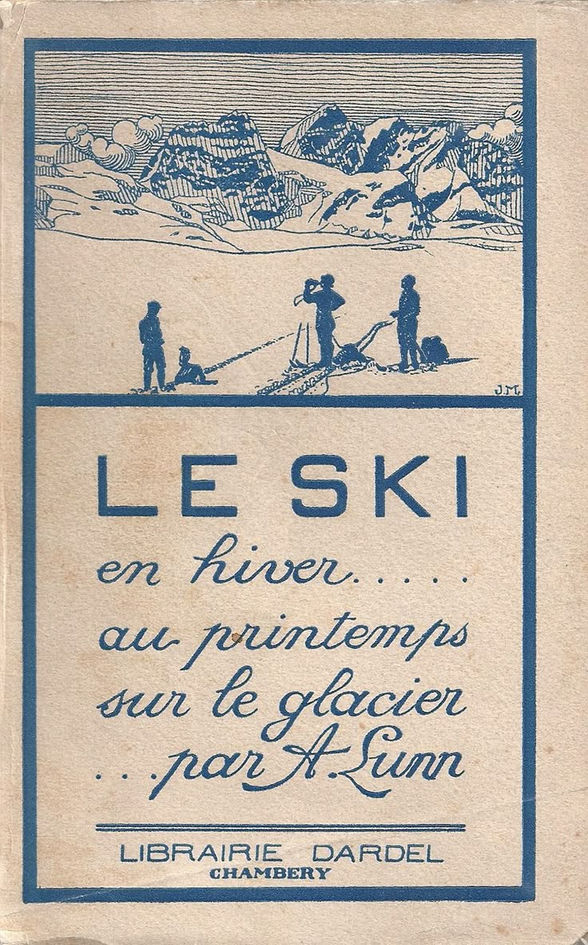 J.M.
LE SKI
en hiver.....
au printemps
sur le glacier
...par A. Lunn
LIBRAIRIE DARDEL
CHAMBERY